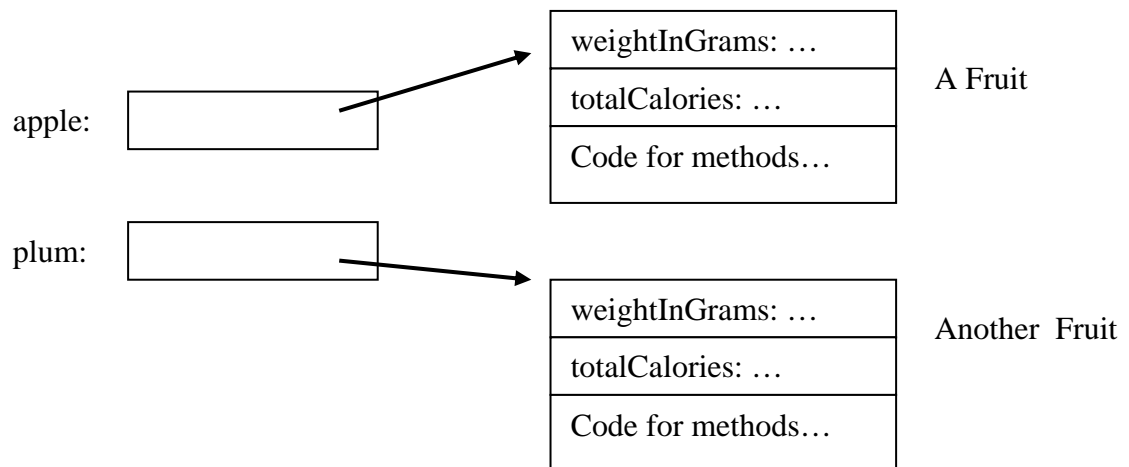 weightInGrams: …
A Fruit
totalCalories: …
apple:
Code for methods…
plum:
weightInGrams: …
Another Fruit
totalCalories: …
Code for methods…